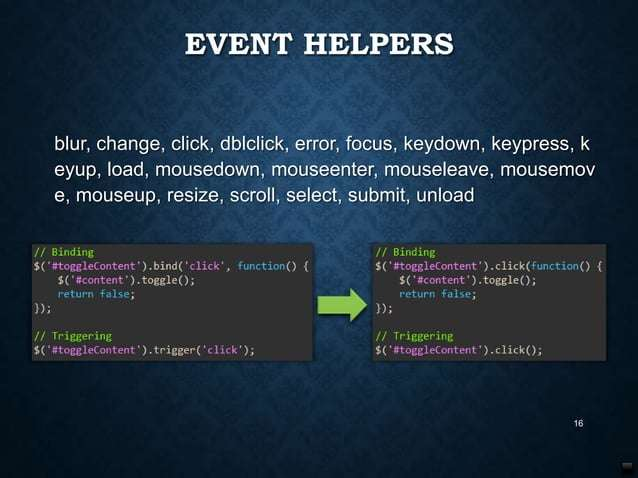 EVENT HELPERS
blur, change, click, dblclick, error, focus, keydown, keypress, k
eyup, load, mousedown, mouseenter, mouseleave, mousemov
e, mouseup, resize, scroll, select, submit, unload
// Binding
$('#toggleContent').bind('click', function() {
    $('#content').toggle();
    return false;
});
// Triggering
$('#toggleContent').trigger('click');
// Binding
$('#toggleContent').click(function() {
    $('#content').toggle();
    return false;
});
// Triggering
$('#toggleContent').click();
16